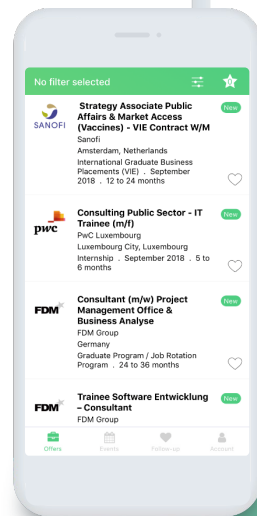 No filter selected
0
SANOFI
Strategy Associate Public
Affairs & Market Access
(Vaccines) - VIE Contract W/M
New
Sanofi
Amsterdam, Netherlands
International Graduate Business
Placements (VIE) . September
2018 . 12 to 24 months
pwc
Consulting Public Sector - IT
Trainee (m/f)
New
PwC Luxembourg
Luxembourg City, Luxembourg
Internship . September 2018 . 5 to
6 months
FDM
Consultant (m/w) Project
Management Office &
Business Analyse
New
FDM Group
Germany
Graduate Program / Job Rotation
Program . 24 to 36 months
FDM
Trainee Software Entwicklung
– Consultant
New
FDM Group
Offers
Events
Follow-up
Account